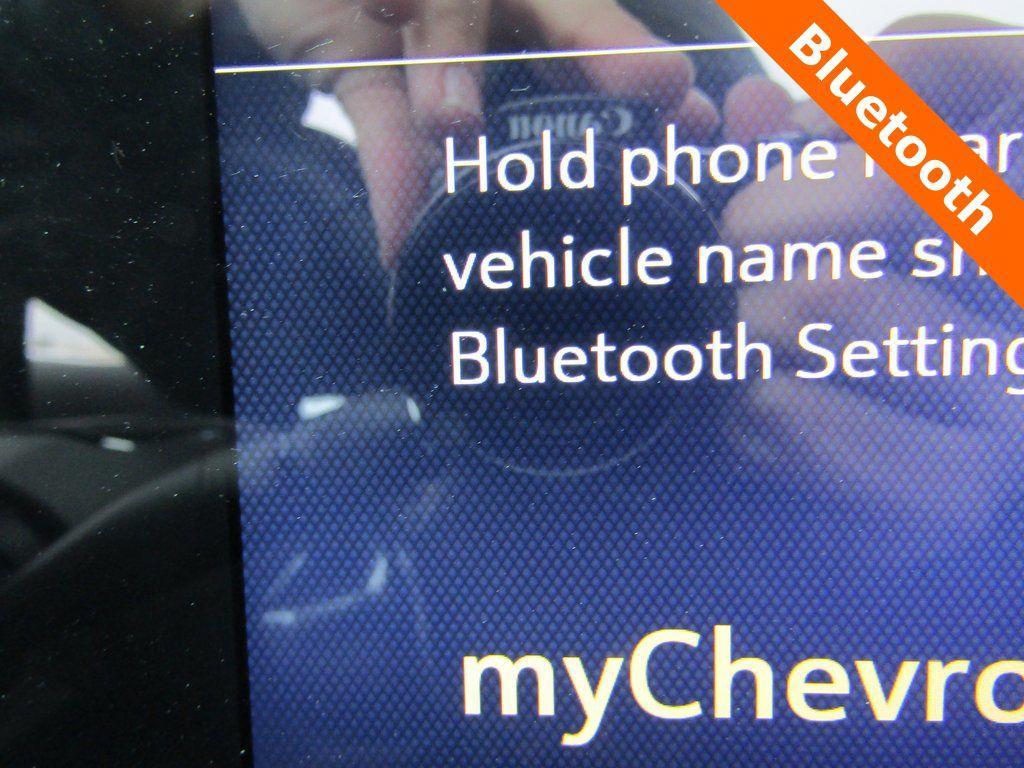 Bluetooth
Canon
Hold phone
vehicle name
Bluetooth Setting
myChevro